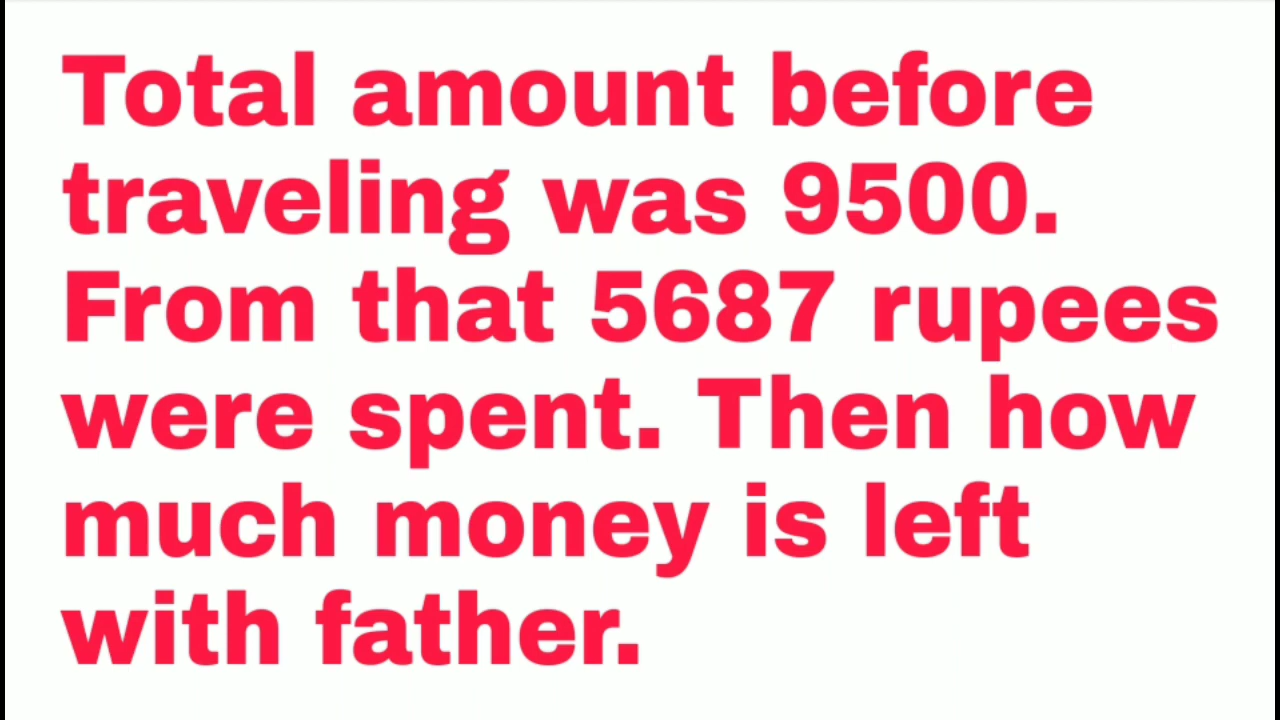 Total amount before
traveling was 9500.
From that 5687 rupees
were spent. Then how
much money is left
with father.